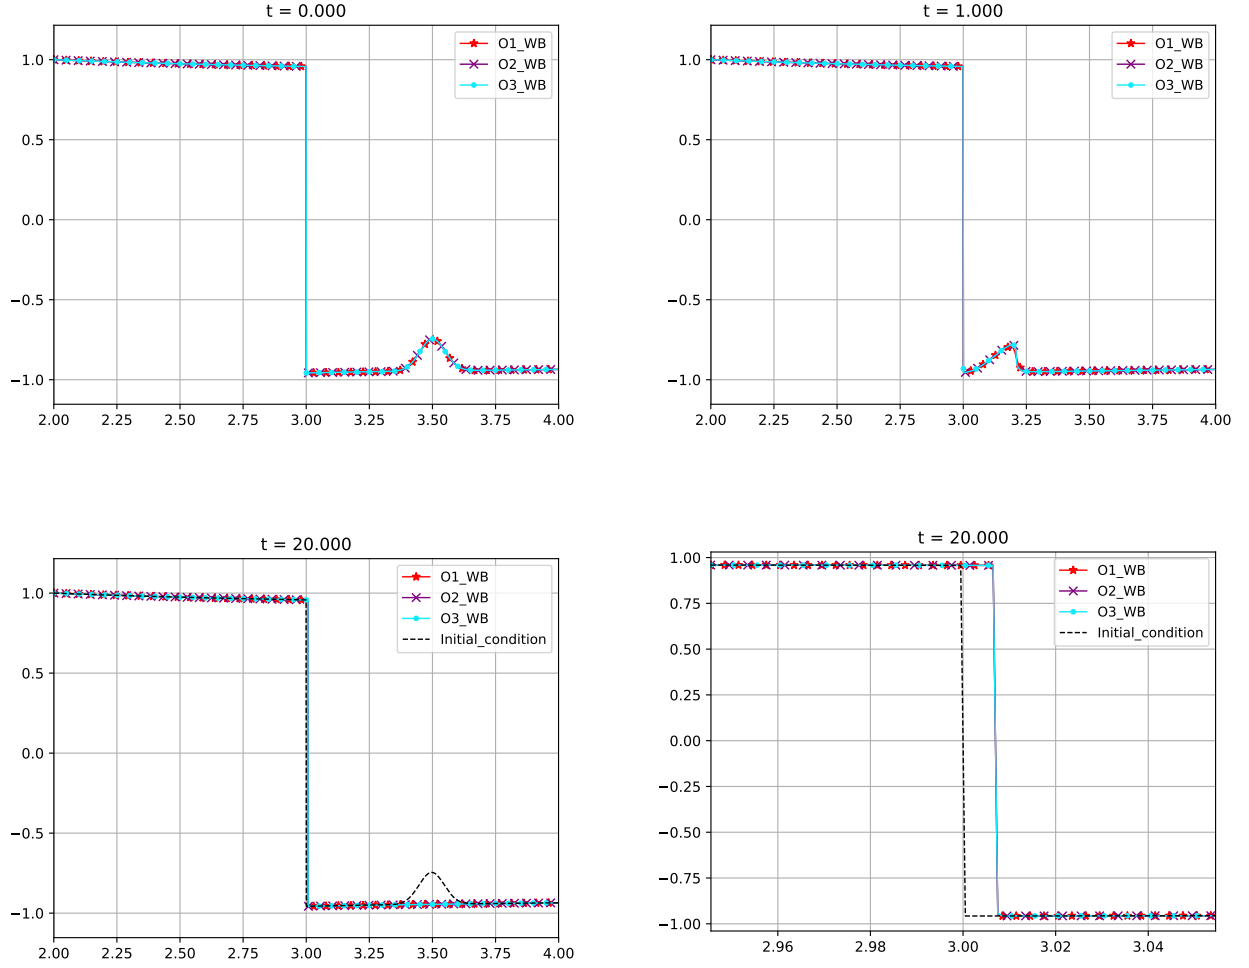 t = 0.000
1.0
0.5
0.0
−0.5
−1.0
2.00 2.25 2.50 2.75 3.00 3.25 3.50 3.75 4.00
O1_WB
O2_WB
O3_WB
t = 1.000
1.0
0.5
0.0
−0.5
−1.0
2.00 2.25 2.50 2.75 3.00 3.25 3.50 3.75 4.00
O1_WB
O2_WB
O3_WB
t = 20.000
1.0
0.5
0.0
−0.5
−1.0
2.00 2.25 2.50 2.75 3.00 3.25 3.50 3.75 4.00
O1_WB
O2_WB
O3_WB
Initial_condition
t = 20.000
1.00
0.75
0.50
0.25
0.00
−0.25
−0.50
−0.75
−1.00
2.96 2.98 3.00 3.02 3.04
O1_WB
O2_WB
O3_WB
Initial_condition